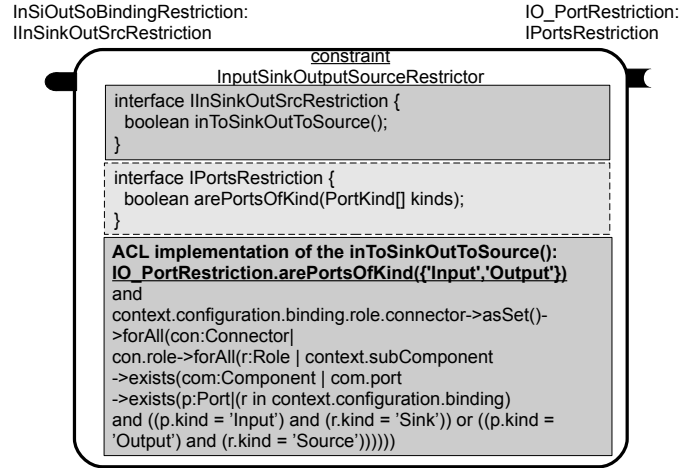 InSiOutSoBindingRestriction:
IInSinkOutSrcRestriction
IO_PortRestriction:
IPortsRestriction
constraint
InputSinkOutputSourceRestrictor
interface IInSinkOutSrcRestriction {
boolean inToSinkOutToSource();
}
interface IPortsRestriction {
boolean arePortsOfKind(PortKind[] kinds);
}
ACL implementation of the inToSinkOutToSource():
IO_PortRestriction.arePortsOfKind({'Input','Output'})
and
context.configuration.binding.role.connector->asSet()-
>forAll(con:Connector|
con.role->forAll(r:Role | context.subComponent
->exists(com:Component | com.port
->exists(p:Port|(r in context.configuration.binding)
and ((p.kind = 'Input') and (r.kind = 'Sink')) or ((p.kind =
'Output') and (r.kind = 'Source'))))))